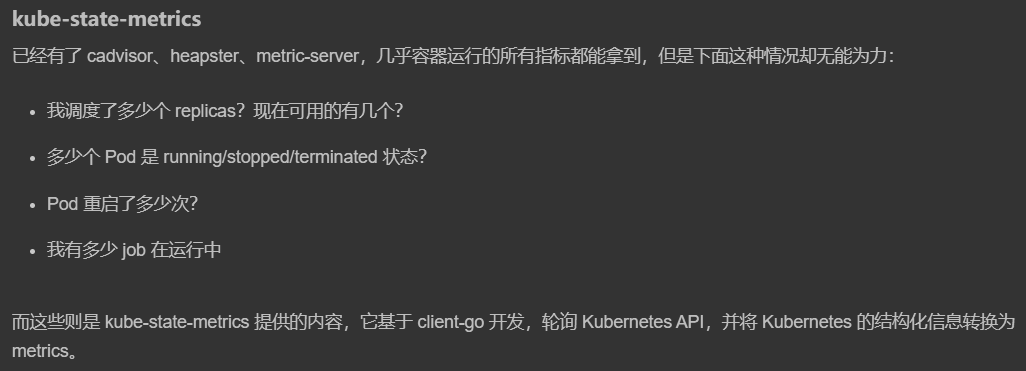 kube-state-metrics
已经有了 cadvisor、heapster、metric-server，几乎容器运行的所有指标都能拿到，但是下面这种情况却无能为力：
• 我调度了多少个 replicas？现在可用的有几个？
• 多少个 Pod 是 running/stopped/terminated 状态？
• Pod 重启了多少次？
• 我有多少 job 在运行中
而这些则是 kube-state-metrics 提供的内容，它基于 client-go 开发，轮询 Kubernetes API，并将 Kubernetes 的结构化信息转换为
metrics。